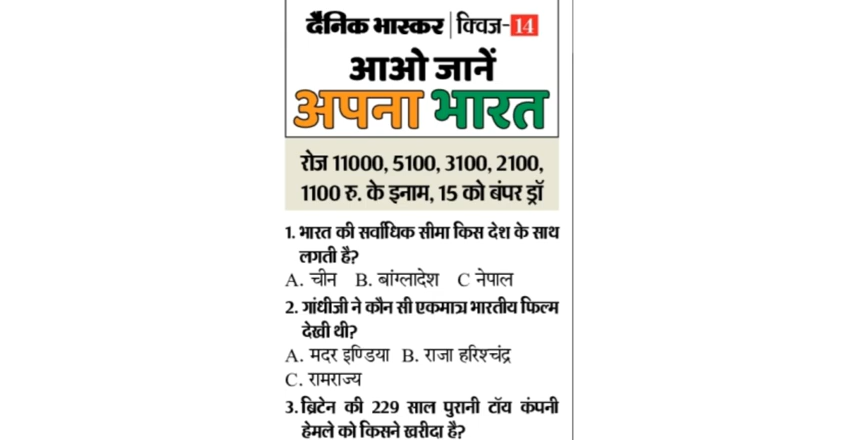 दैनिक भास्कर | क्विज-14
आओ जानें
अपना भारत
रोज 11000, 5100, 3100, 2100,
1100 रु. के इनाम, 15 को बंपर ड्रॉ
1. भारत की सर्वाधिक सीमा किस देश के साथ
लगती है?
A. चीन B. बांग्लादेश C नेपाल
2. गांधीजी ने कौन सी एकमात्र भारतीय फिल्म
देखी थी?
A. मदर इण्डिया B. राजा हरिश्चंद्र
C. रामराज्य
3. ब्रिटेन की 229 साल पुरानी टॉय कंपनी
हेमले को किसने खरीदा है?